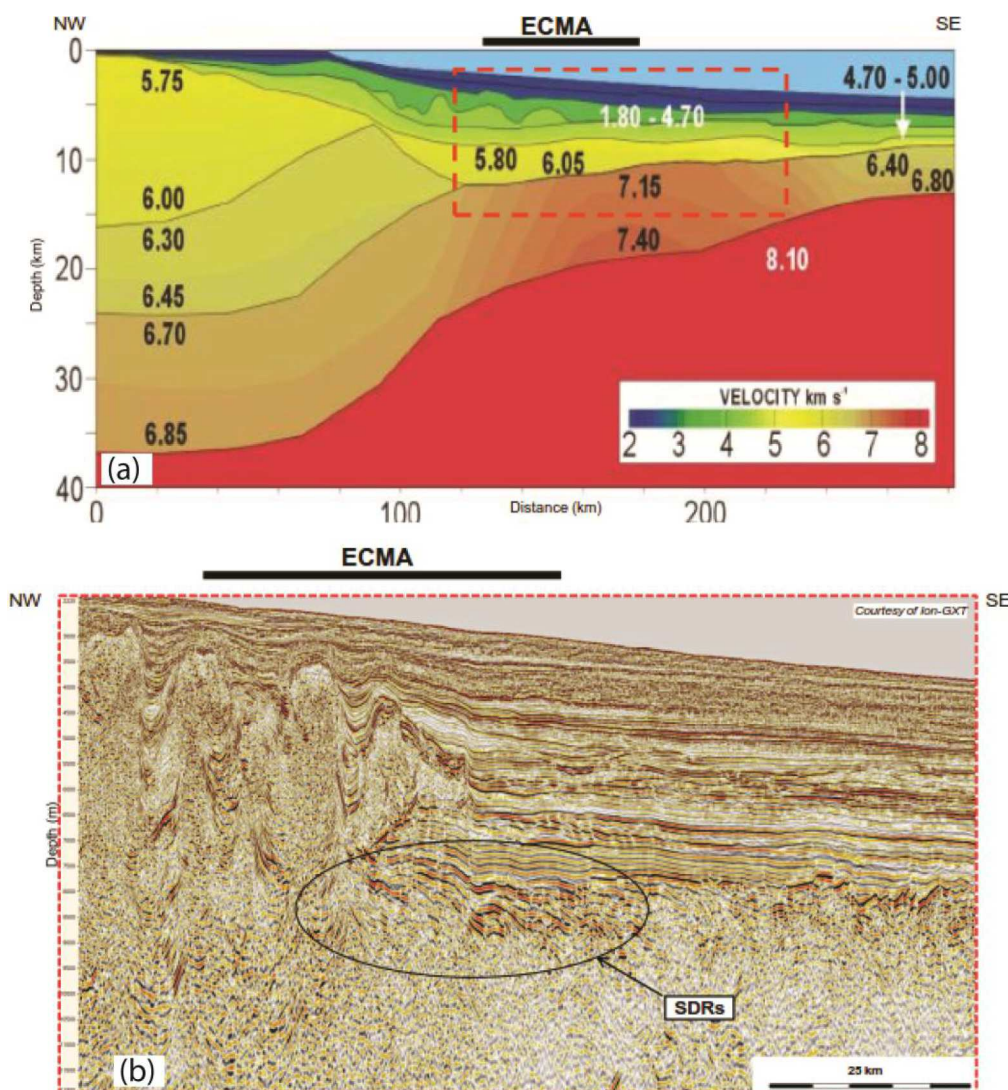 NW ECMA SE
0
5.75
4.70 - 5.00
1.80 - 4.70
10
5.80 6.05
6.40
6.00
7.15
6.80
6.30
7.40
8.10
20
Depth (km)
6.45
6.70
30
VELOCITY km s⁻¹
2 3 4 5 6 7 8
6.85
(a)
40
0 100 Distance (km) 200
ECMA
NW SE
Courtesy of Ion-GXT
Depth (m)
SDRs
(b)
25 km